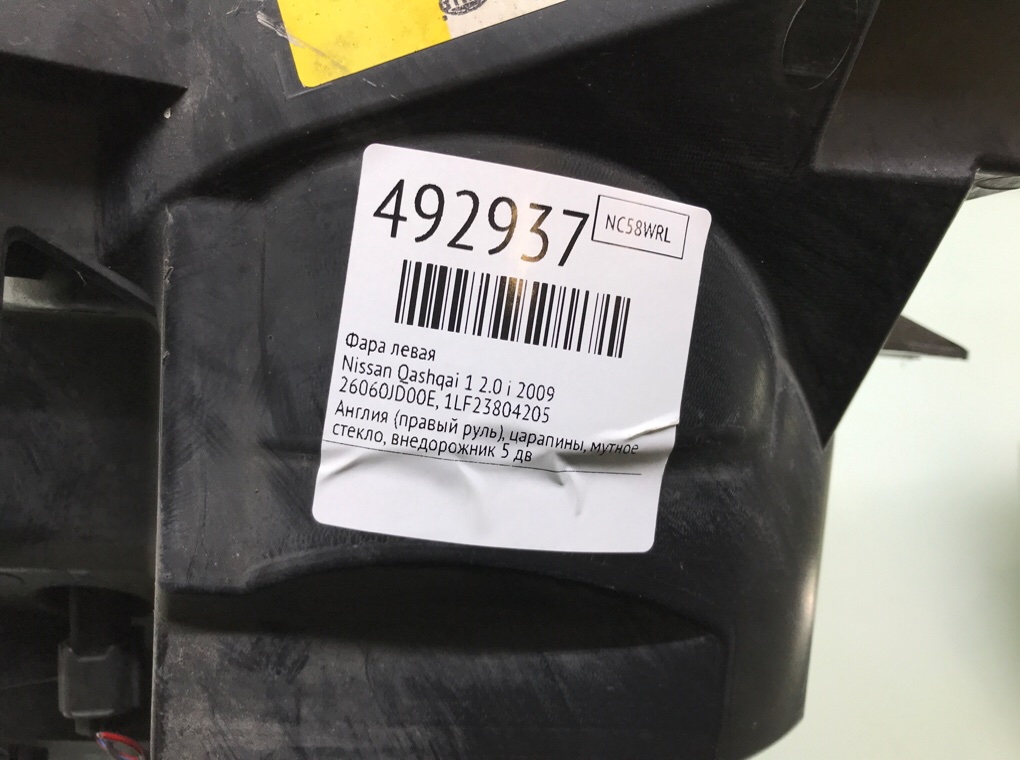 492937
NC58WRL
Фара левая
Nissan Qashqai 1 2.0 i 2009
26060JD00E, 1LF23804205
Англия (правый руль), царапины, мутное
стекло, внедорожник 5 дв